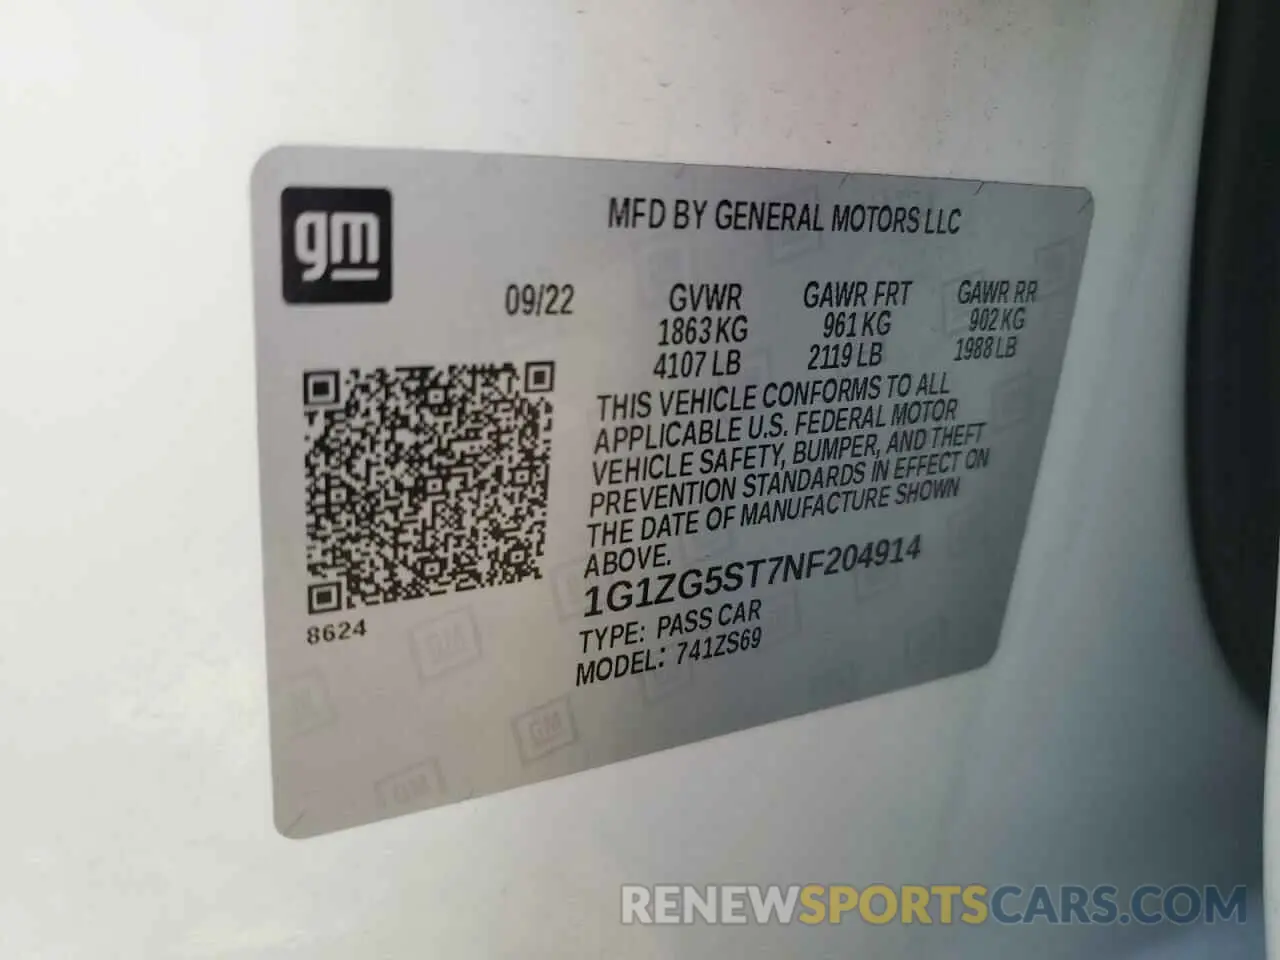 gm
MFD BY GENERAL MOTORS LLC
09/22 GVWR GAWR FRT GAWR RR
1863 KG 961 KG 902 KG
4107 LB 2119 LB 1988 LB
THIS VEHICLE CONFORMS TO ALL
APPLICABLE U.S. FEDERAL MOTOR
VEHICLE SAFETY, BUMPER, AND THEFT
PREVENTION STANDARDS IN EFFECT ON
THE DATE OF MANUFACTURE SHOWN
ABOVE.
1G1ZG5ST7NF204914
TYPE: PASS CAR
MODEL: 741ZS69
8624
GM
GM
GM
RENEWSPORTSCARS.COM